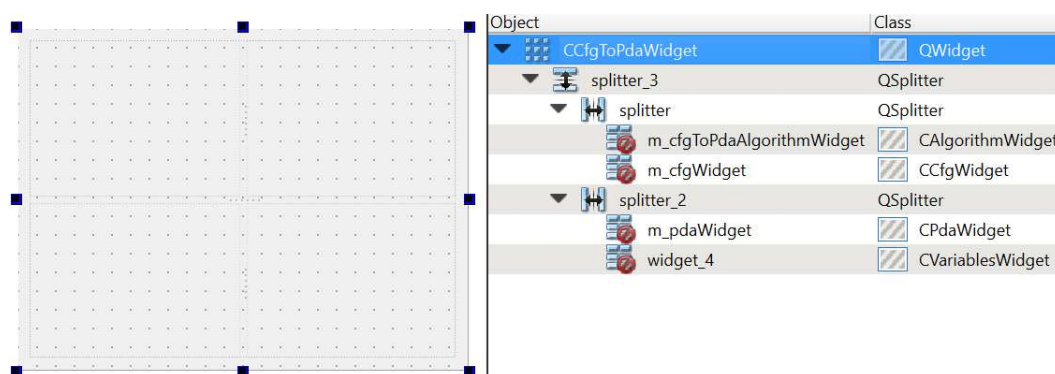 Object Class
CCfgToPdaWidget QWidget
splitter_3 QSplitter
splitter QSplitter
m_cfgToPdaAlgorithmWidget CAlgorithmWidget
m_cfgWidget CCfgWidget
splitter_2 QSplitter
m_pdaWidget CPdaWidget
widget_4 CVariablesWidget